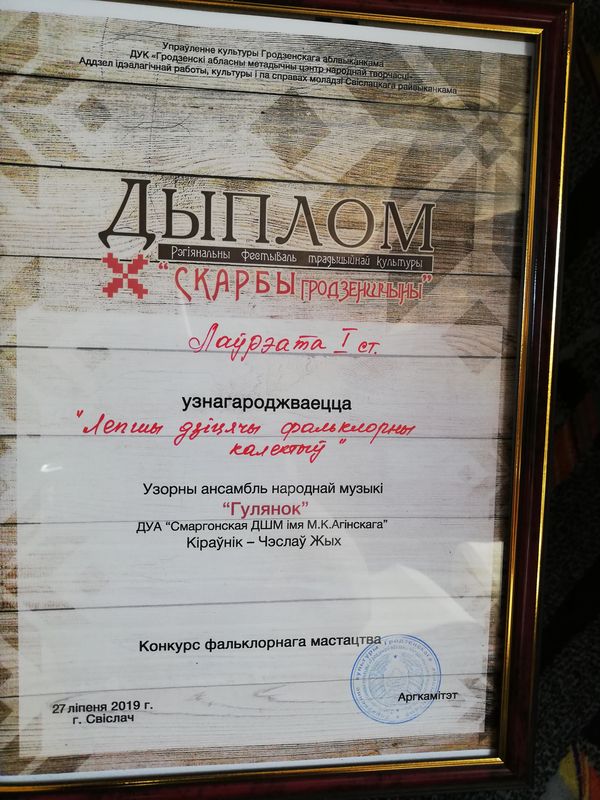 Упраўленне культуры Гродзенскага аблвыканкама
ДУК «Гродзенскі абласны метадычны цэнтр народнай творчасці»
Аддзел ідэалагічнай работы, культуры і па справах моладзі Свіслацкага райвыканкама
ДЫПЛОМ
Рэгіянальны фестываль традыцыйнай культуры
“СКАРБЫ ГРОДЗЕНШЧЫНЫ”
Лаўрэата I ст.
узнагароджваецца
"Лепшы дзіцячы фальклорны
калектыў"
Узорны ансамбль народнай музыкі
“Гулянок”
ДУА “Смаргонская ДШМ імя М.К.Агінскага”
Кіраўнік – Чэслаў Жых
Конкурс фальклорнага мастацтва
Аргкамітэт
27 ліпеня 2019 г.
г. Свіслач